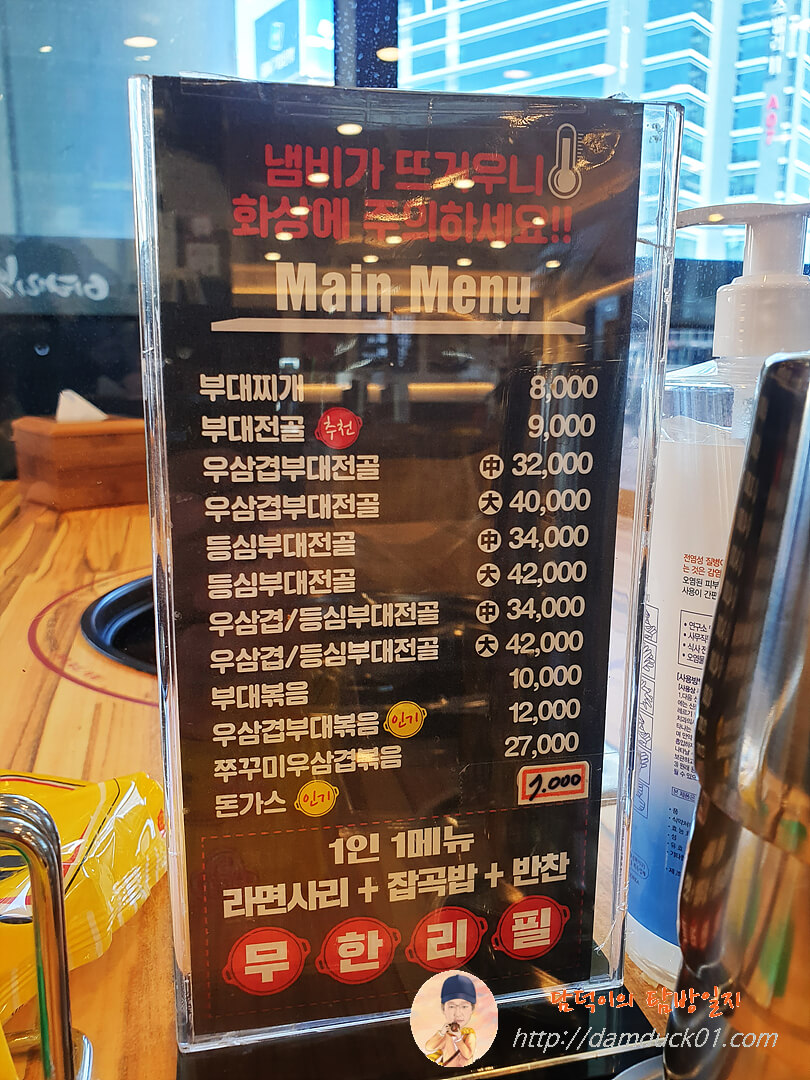 냄비가 뜨거우니
화상에 주의하세요!!
Main Menu
부대찌개 8,000
부대전골 추천 9,000
우삼겹부대전골 中 32,000
우삼겹부대전골 大 40,000
등심부대전골 中 34,000
등심부대전골 大 42,000
우삼겹/등심부대전골 中 34,000
우삼겹/등심부대전골 大 42,000
부대볶음 10,000
우삼겹부대볶음 인기 12,000
쭈꾸미우삼겹볶음 27,000
돈가스 인기 7.000
1인 1메뉴
라면사리 + 잡곡밥 + 반찬
무한리필
담덕이의 탐방일지
http://damduck01.com